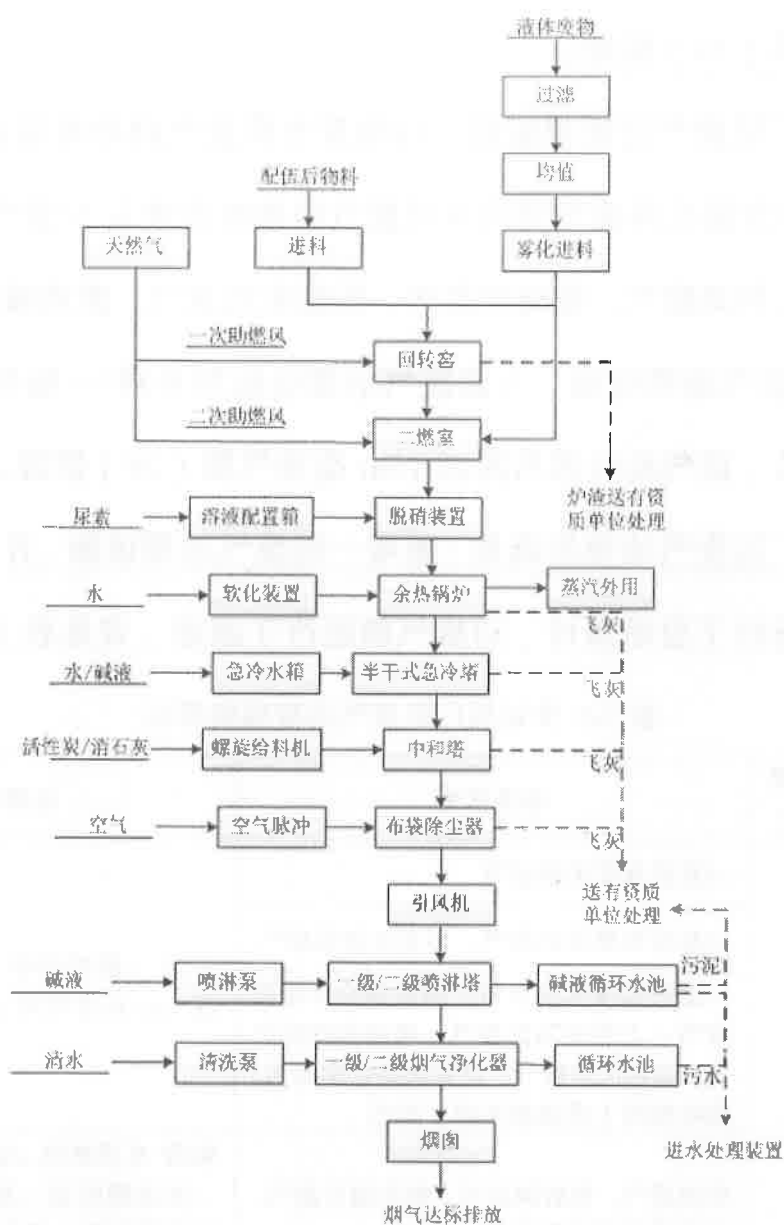 液体废物
过滤
均值
配伍后物料
天然气
进料
雾化进料
一次助燃风
回转窑
二次助燃风
二燃室
炉渣送有资
质单位处理
尿素
溶液配置箱
脱硝装置
水
软化装置
余热锅炉
蒸汽外用
飞灰
水/碱液
急冷水箱
半干式急冷塔
飞灰
活性炭/消石灰
螺旋给料机
中和塔
飞灰
空气
空气脉冲
布袋除尘器
飞灰
送有资质
单位处理
引风机
碱液
喷淋泵
一级/二级喷淋塔
碱液循环水池
污泥
清水
清洗泵
一级/二级烟气净化器
循环水池
污水
烟囱
进水处理装置
烟气达标排放